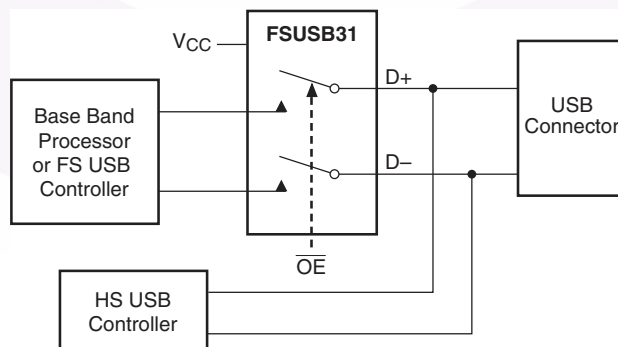 FSUSB31
VCC
D+
Base Band
Processor
or FS USB
Controller
USB
Connector
D–
OE
HS USB
Controller